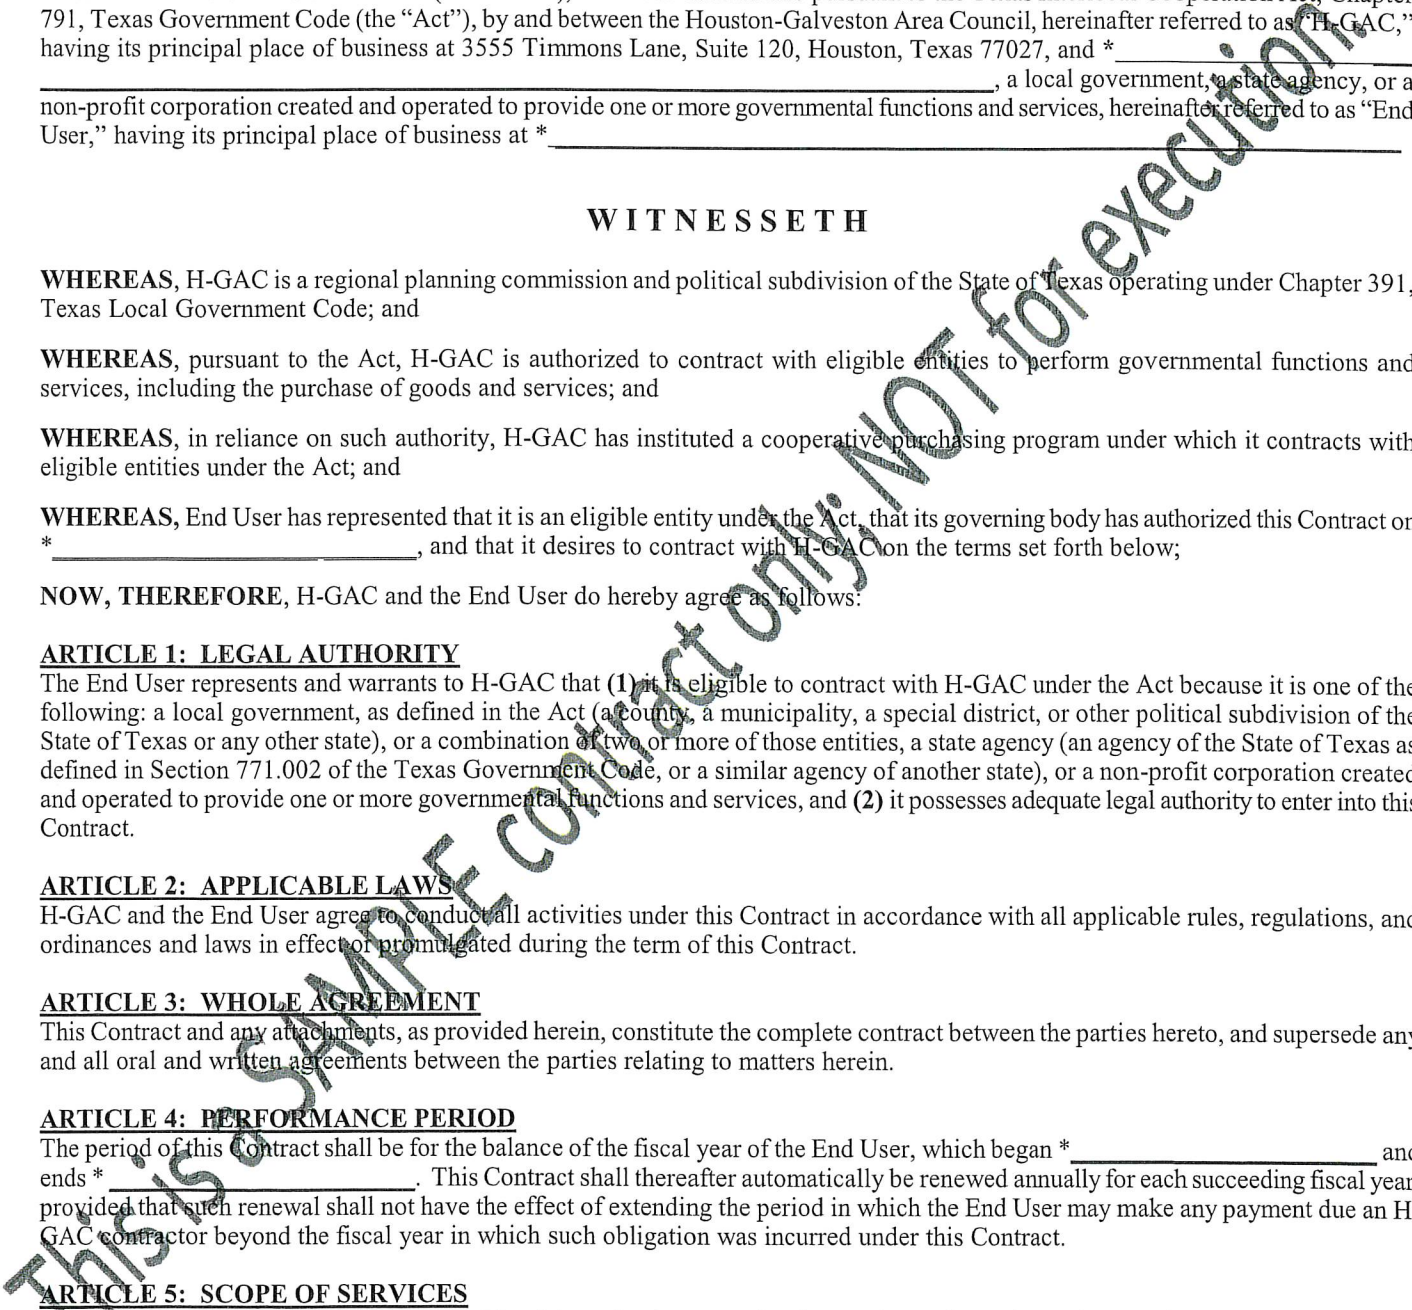 791, Texas Government Code (the “Act”), by and between the Houston-Galveston Area Council, hereinafter referred to as “H-GAC,”
having its principal place of business at 3555 Timmons Lane, Suite 120, Houston, Texas 77027, and *
, a local government, a state agency, or a
non-profit corporation created and operated to provide one or more governmental functions and services, hereinafter referred to as “End
User,” having its principal place of business at *
WITNESSETH
WHEREAS, H-GAC is a regional planning commission and political subdivision of the State of Texas operating under Chapter 391,
Texas Local Government Code; and
WHEREAS, pursuant to the Act, H-GAC is authorized to contract with eligible entities to perform governmental functions and
services, including the purchase of goods and services; and
WHEREAS, in reliance on such authority, H-GAC has instituted a cooperative purchasing program under which it contracts with
eligible entities under the Act; and
WHEREAS, End User has represented that it is an eligible entity under the Act, that its governing body has authorized this Contract on
*, and that it desires to contract with H-GAC on the terms set forth below;
NOW, THEREFORE, H-GAC and the End User do hereby agree as follows:
ARTICLE 1: LEGAL AUTHORITY
The End User represents and warrants to H-GAC that (1) it is eligible to contract with H-GAC under the Act because it is one of the
following: a local government, as defined in the Act (a county, a municipality, a special district, or other political subdivision of the
State of Texas or any other state), or a combination of two or more of those entities, a state agency (an agency of the State of Texas as
defined in Section 771.002 of the Texas Government Code, or a similar agency of another state), or a non-profit corporation created
and operated to provide one or more governmental functions and services, and (2) it possesses adequate legal authority to enter into this
Contract.
ARTICLE 2: APPLICABLE LAWS
H-GAC and the End User agree to conduct all activities under this Contract in accordance with all applicable rules, regulations, and
ordinances and laws in effect or promulgated during the term of this Contract.
ARTICLE 3: WHOLE AGREEMENT
This Contract and any attachments, as provided herein, constitute the complete contract between the parties hereto, and supersede any
and all oral and written agreements between the parties relating to matters herein.
ARTICLE 4: PERFORMANCE PERIOD
The period of this Contract shall be for the balance of the fiscal year of the End User, which began * and
ends *. This Contract shall thereafter automatically be renewed annually for each succeeding fiscal year
provided that such renewal shall not have the effect of extending the period in which the End User may make any payment due an H
GAC contractor beyond the fiscal year in which such obligation was incurred under this Contract.
ARTICLE 5: SCOPE OF SERVICES
This is a SAMPLE contract only; NOT for execution.